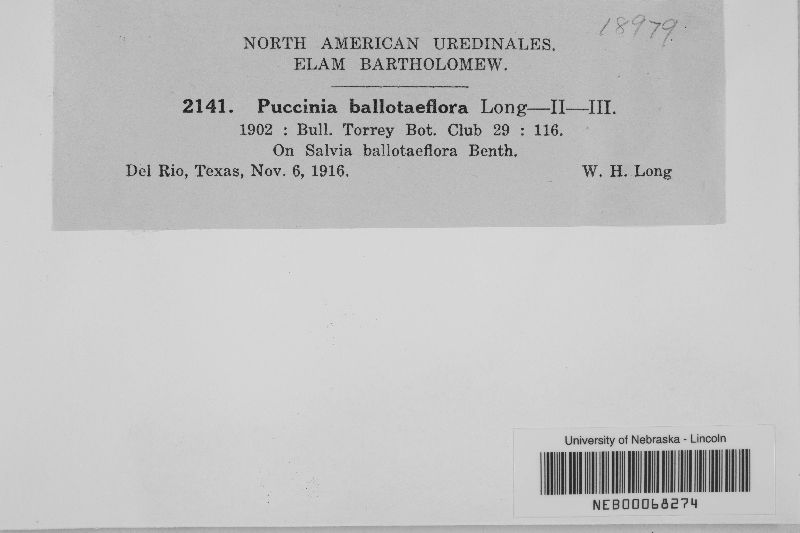 18979.
NORTH AMERICAN UREDINALES.
ELAM BARTHOLOMEW.
2141. Puccinia ballotaeflora Long—II—III.
1902 : Bull. Torrey Bot. Club 29 : 116.
On Salvia ballotaeflora Benth.
Del Rio, Texas, Nov. 6, 1916. W. H. Long
University of Nebraska - Lincoln
NEB00068274